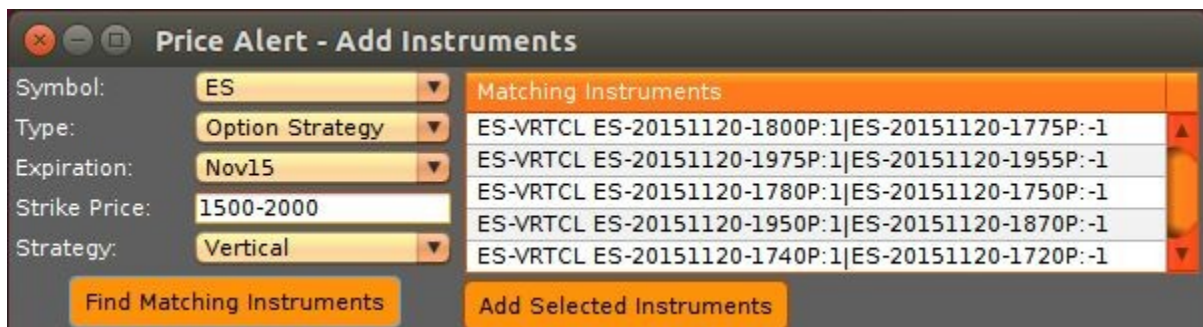 Price Alert - Add Instruments
Symbol: ES
Type: Option Strategy
Expiration: Nov15
Strike Price: 1500-2000
Strategy: Vertical
Find Matching Instruments
Matching Instruments
ES-VRTCL ES-20151120-1800P:1|ES-20151120-1775P:-1
ES-VRTCL ES-20151120-1975P:1|ES-20151120-1955P:-1
ES-VRTCL ES-20151120-1780P:1|ES-20151120-1750P:-1
ES-VRTCL ES-20151120-1950P:1|ES-20151120-1870P:-1
ES-VRTCL ES-20151120-1740P:1|ES-20151120-1720P:-1
Add Selected Instruments